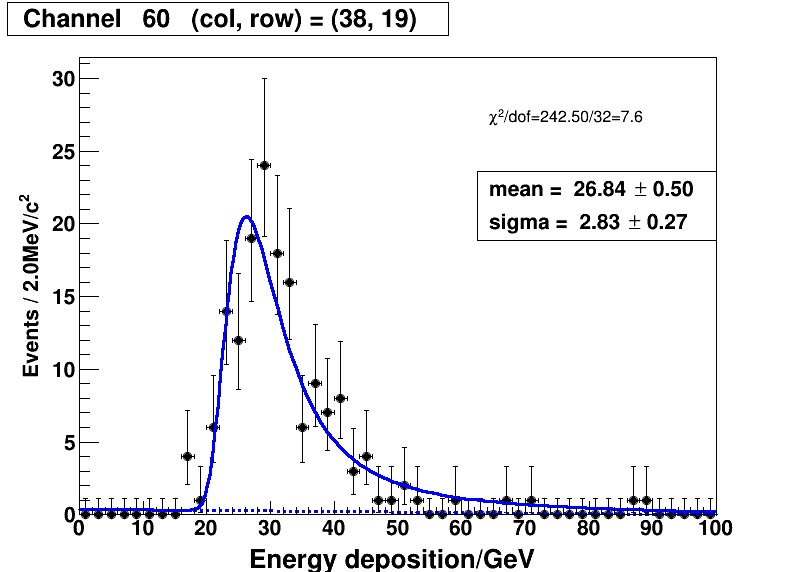 Channel 60 (col, row) = (38, 19)
χ²/dof=242.50/32=7.6
mean = 26.84 ± 0.50
sigma = 2.83 ± 0.27
Events / 2.0MeV/c²
30
25
20
15
10
5
0
0 10 20 30 40 50 60 70 80 90 100
Energy deposition/GeV